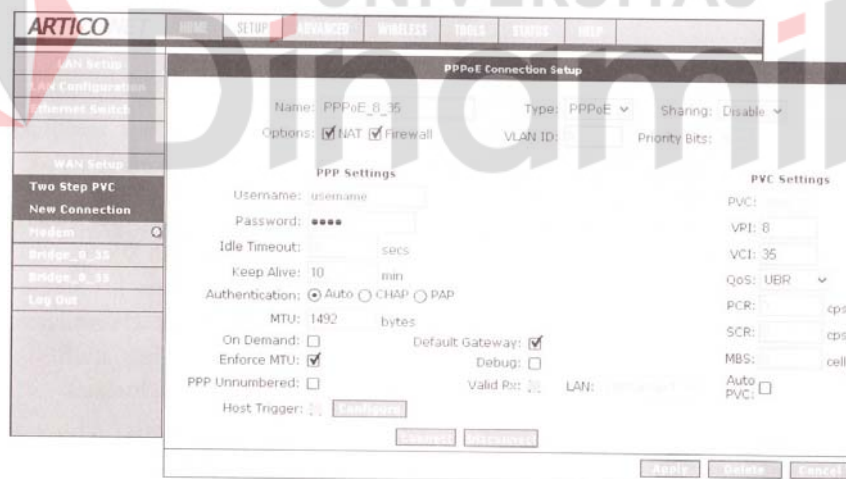 UNIVERSITAS
Dinamik
ARTICO
HOME SETUP ADVANCED WIRELESS TOOLS STATUS HELP
LAN Setup
LAN Configuration
Ethernet Switch
WAN Setup
Two Step PVC
New Connection
Modem
Bridge_0_35
Log Out
PPPoE Connection Setup
Name: PPPoE_8_35 Type: PPPoE Sharing: Disable
Options: NAT Firewall VLAN ID: Priority Bits:
PPP Settings
Username: username
Password: ●●●●
Idle Timeout: secs
Keep Alive: 10 min
Authentication: Auto CHAP PAP
MTU: 1492 bytes
On Demand: Default Gateway:
Enforce MTU: Debug:
PPP Unnumbered: Valid Rx: LAN:
Host Trigger: Configure
Connect Disconnect
PVC Settings
PVC:
VPI: 8
VCI: 35
QoS: UBR
PCR: cps
SCR: cps
MBS: cell
Auto PVC:
Apply Delete Cancel